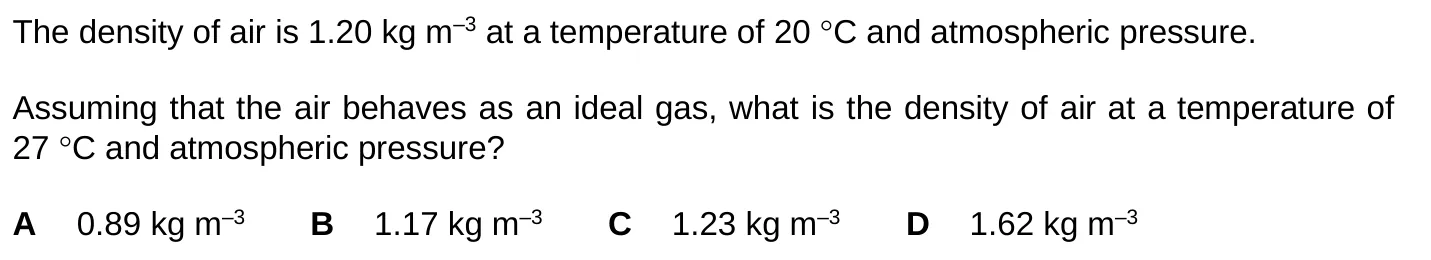 The density of air is 1.20 kg m⁻³ at a temperature of 20 °C and atmospheric pressure.
Assuming that the air behaves as an ideal gas, what is the density of air at a temperature of
27 °C and atmospheric pressure?
A 0.89 kg m⁻³ B 1.17 kg m⁻³ C 1.23 kg m⁻³ D 1.62 kg m⁻³